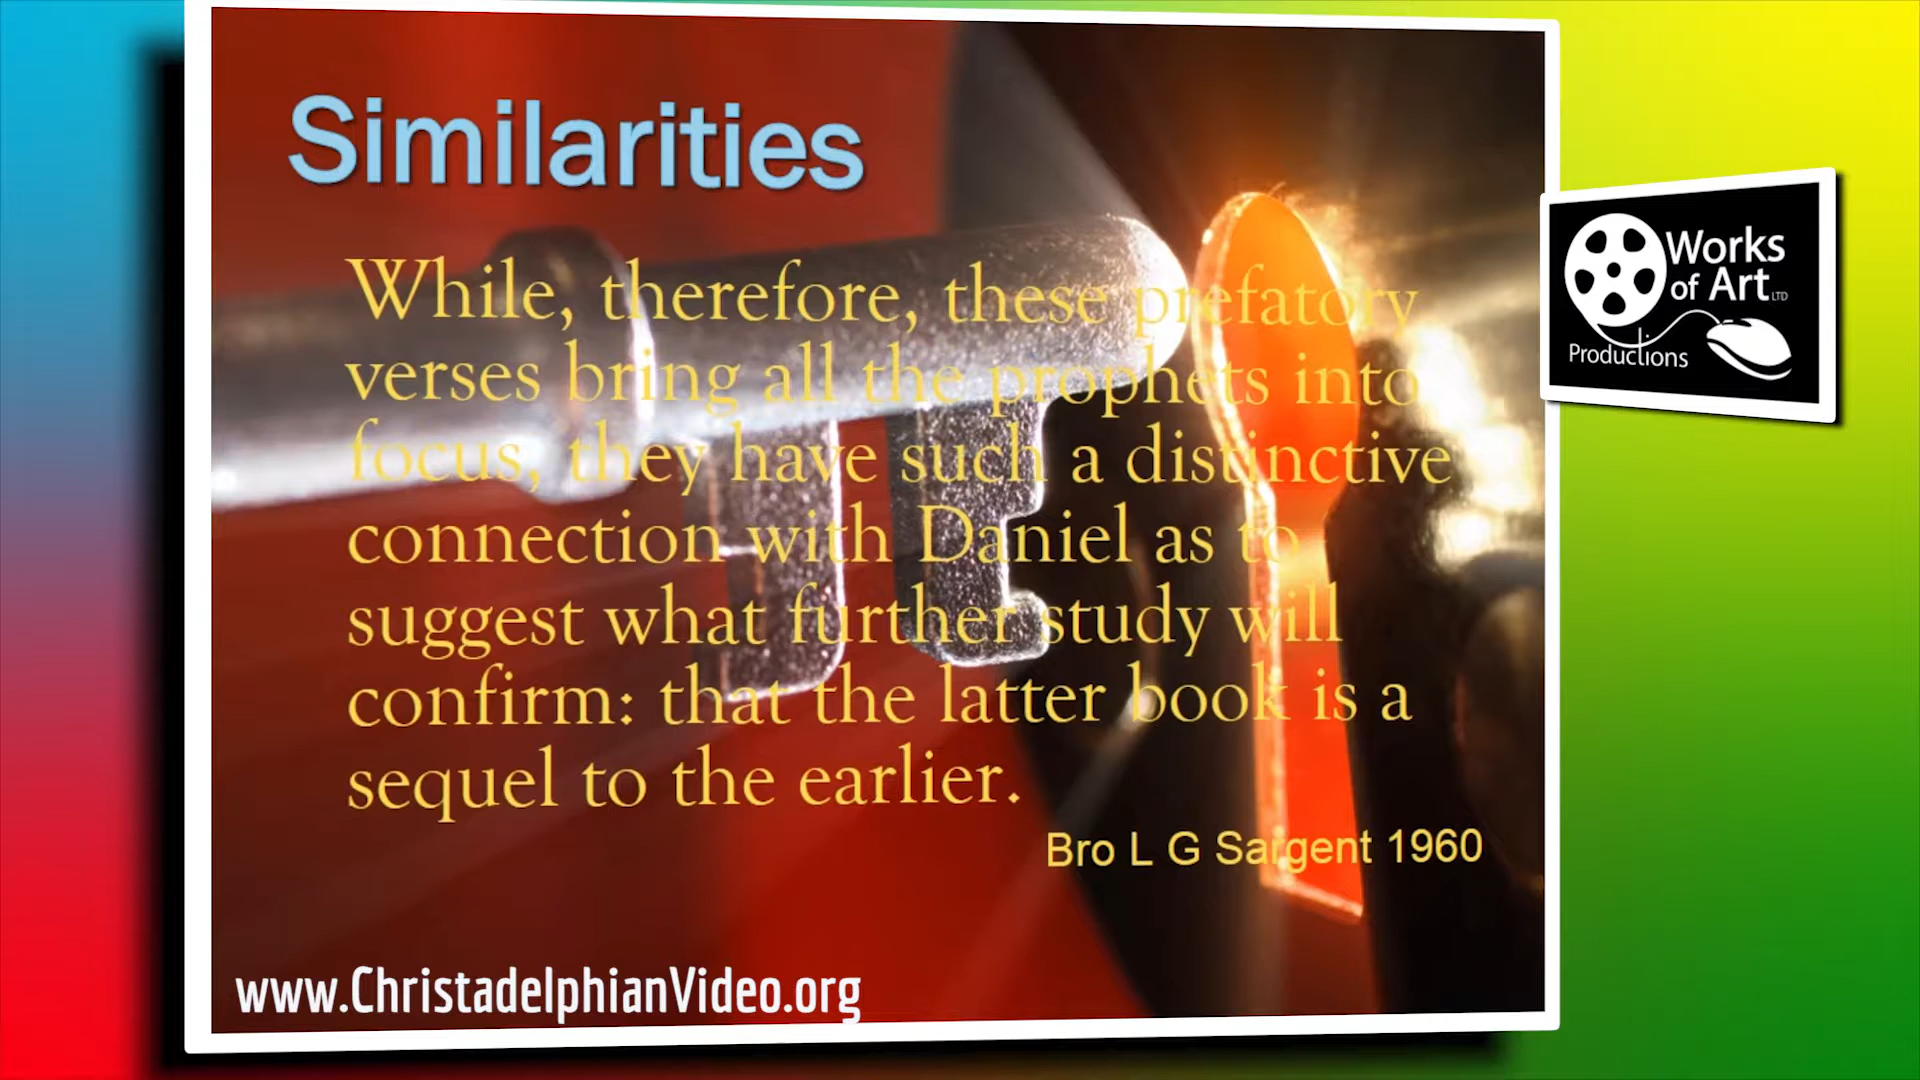 Similarities
While, therefore, these prefatory
verses bring all the prophets into
focus, they have such a distinctive
connection with Daniel as to
suggest what further study will
confirm: that the latter book is a
sequel to the earlier.
Bro L G Sargent 1960
www.ChristadelphianVideo.org
Works
of Art LTD
Productions